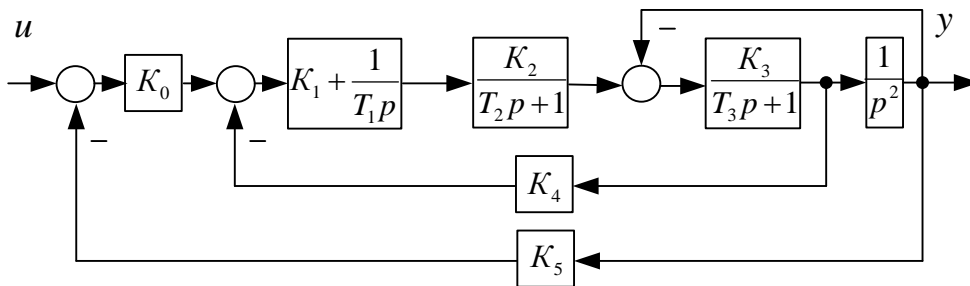 u
y
−
K₀
K₁ + 1/(T₁p)
K₂/(T₂p + 1)
K₃/(T₃p + 1)
1/p²
−
−
K₄
K₅